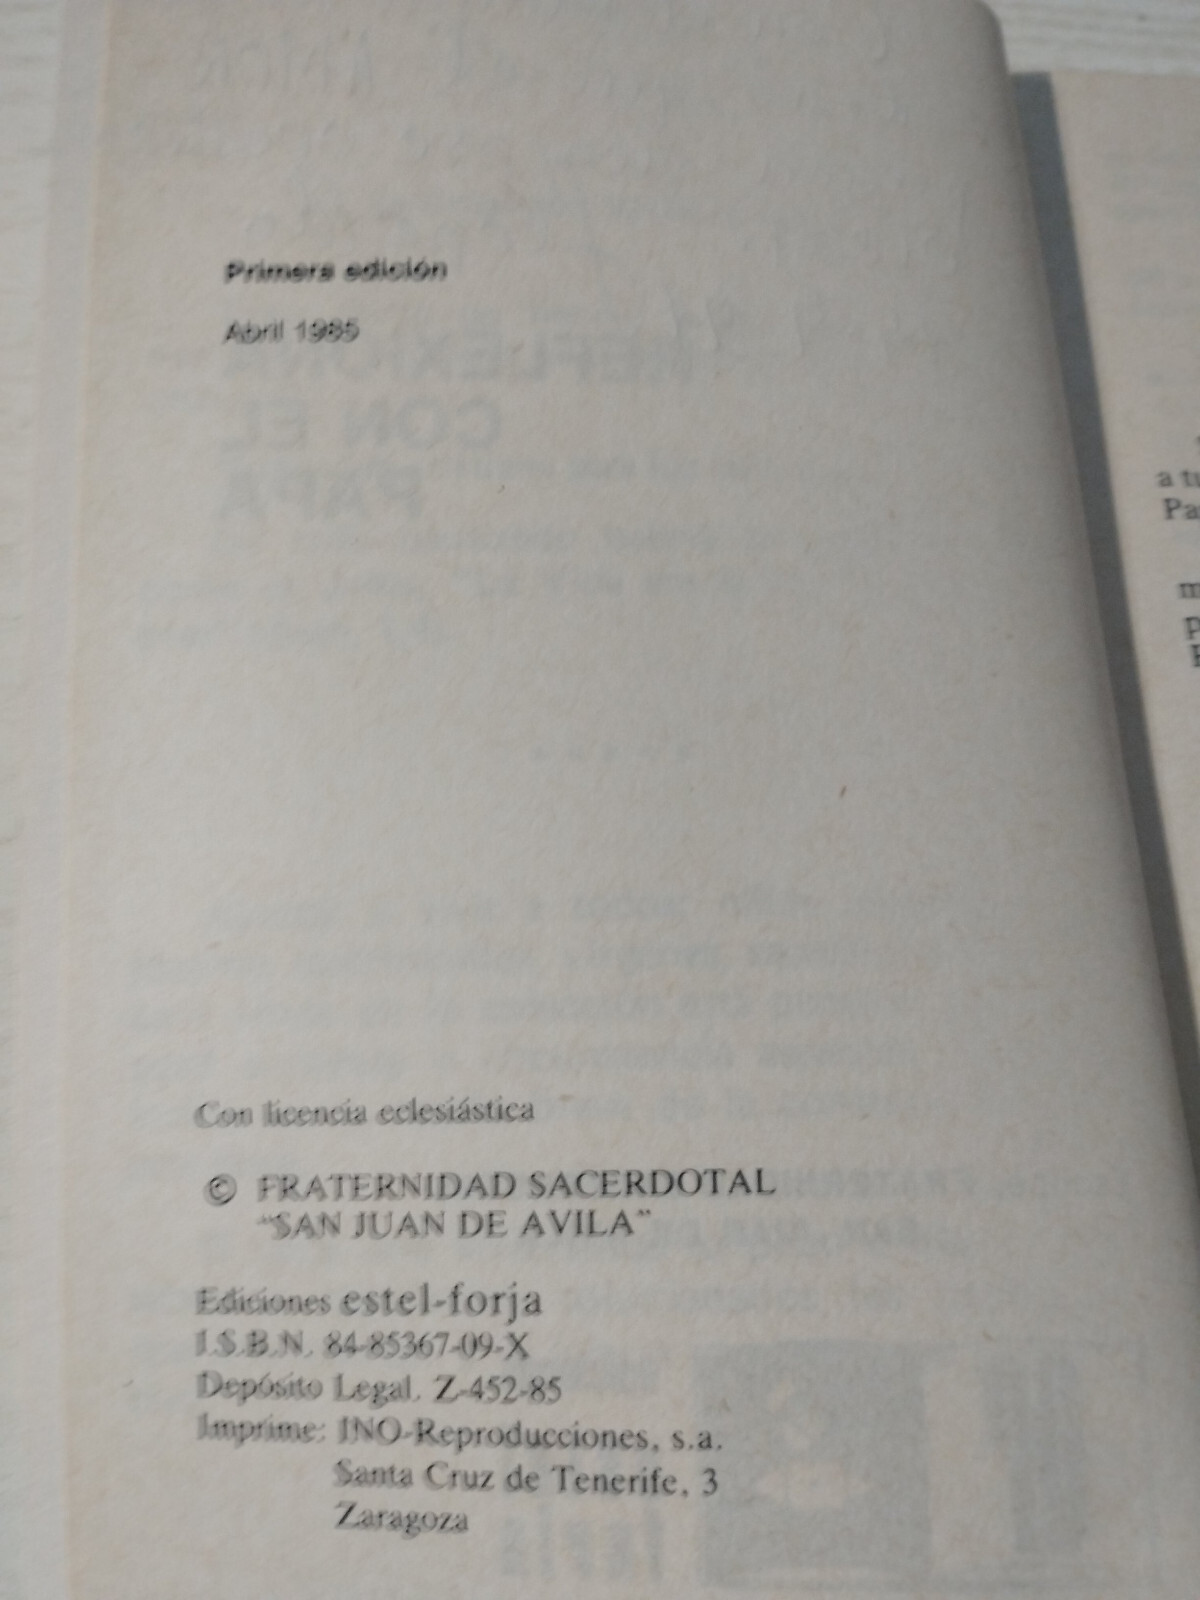 Primera edición
Abril 1985
Con licencia eclesiástica
© FRATERNIDAD SACERDOTAL
“SAN JUAN DE AVILA”
Ediciones estel-forja
I.S.B.N. 84-85367-09-X
Depósito Legal. Z-452-85
Imprime: INO-Reproducciones, s.a.
Santa Cruz de Tenerife, 3
Zaragoza
a